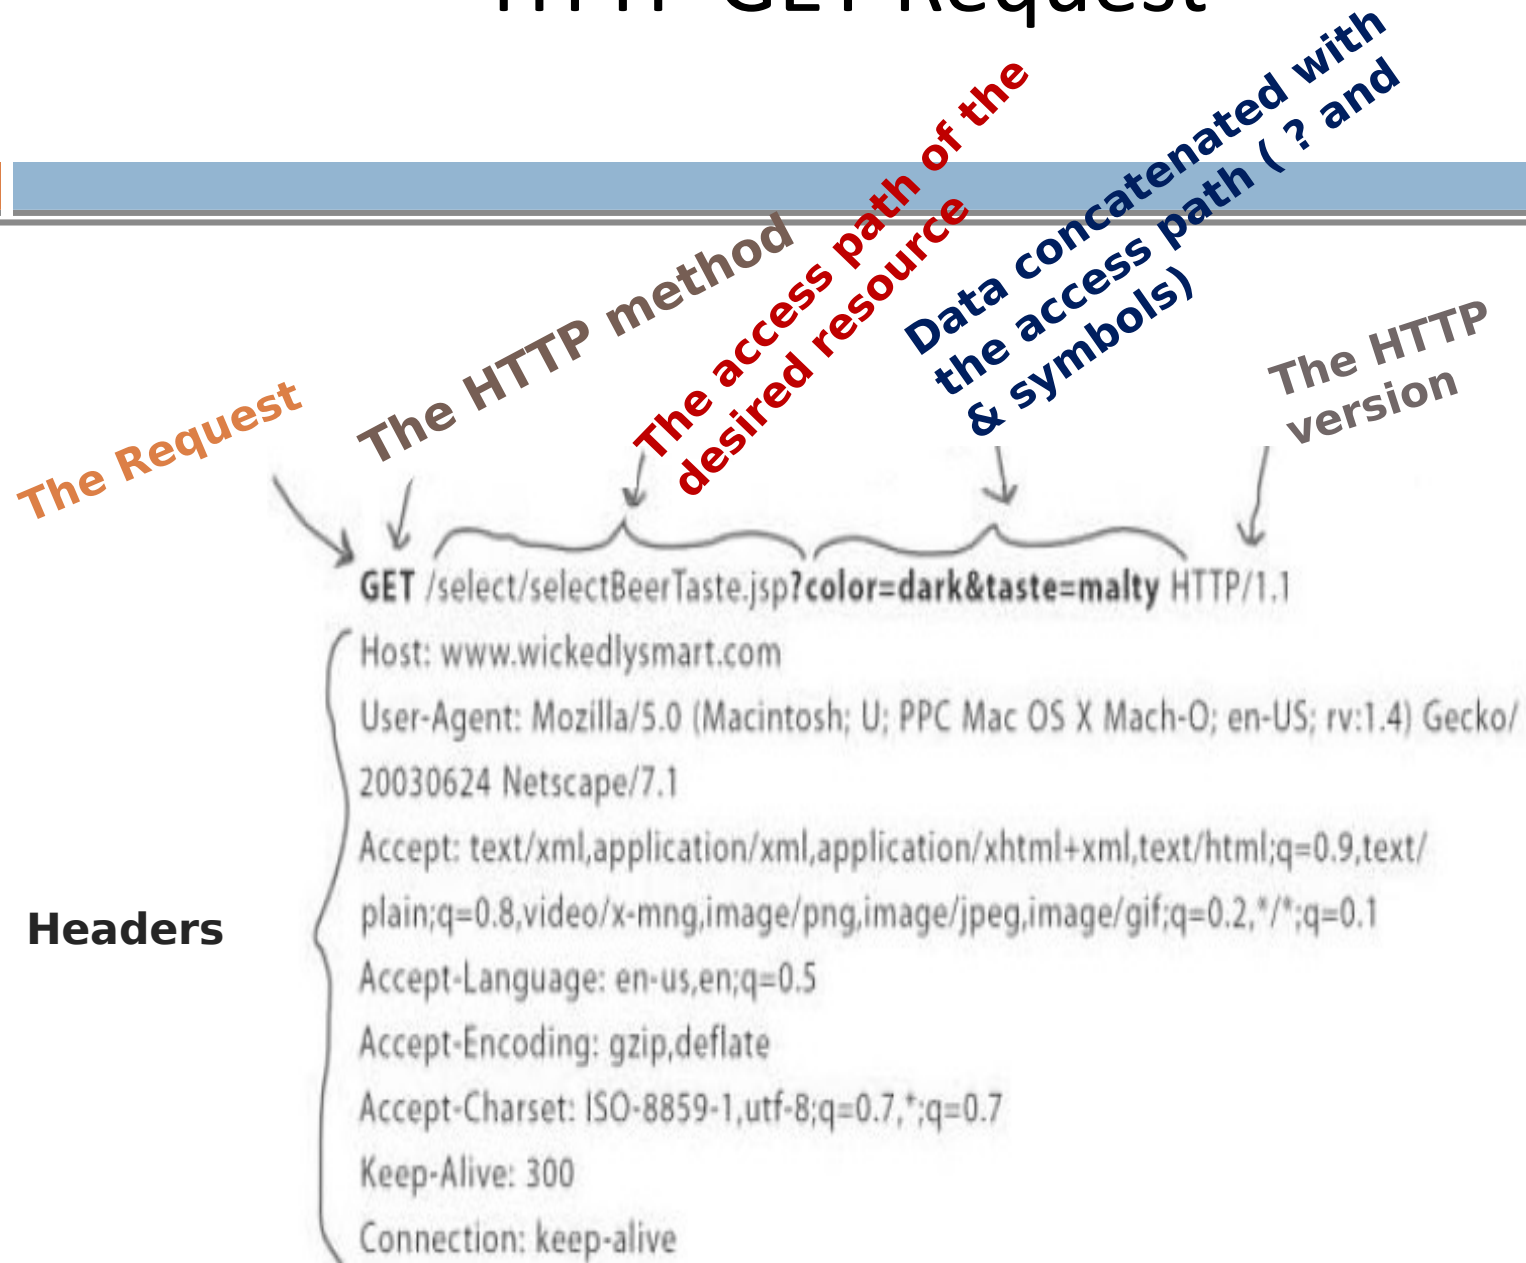 HTTP GET Request
The access path of the
desired resource
Data concatenated with
the access path ( ? and
& symbols)
The HTTP method
The HTTP
version
The Request
GET /select/selectBeerTaste.jsp?color=dark&taste=malty HTTP/1.1
Host: www.wickedlysmart.com
User-Agent: Mozilla/5.0 (Macintosh; U; PPC Mac OS X Mach-O; en-US; rv:1.4) Gecko/
20030624 Netscape/7.1
Accept: text/xml,application/xml,application/xhtml+xml,text/html;q=0.9,text/
plain;q=0.8,video/x-mng,image/png,image/jpeg,image/gif;q=0.2,*/*;q=0.1
Headers
Accept-Language: en-us,en;q=0.5
Accept-Encoding: gzip,deflate
Accept-Charset: ISO-8859-1,utf-8;q=0.7,*;q=0.7
Keep-Alive: 300
Connection: keep-alive